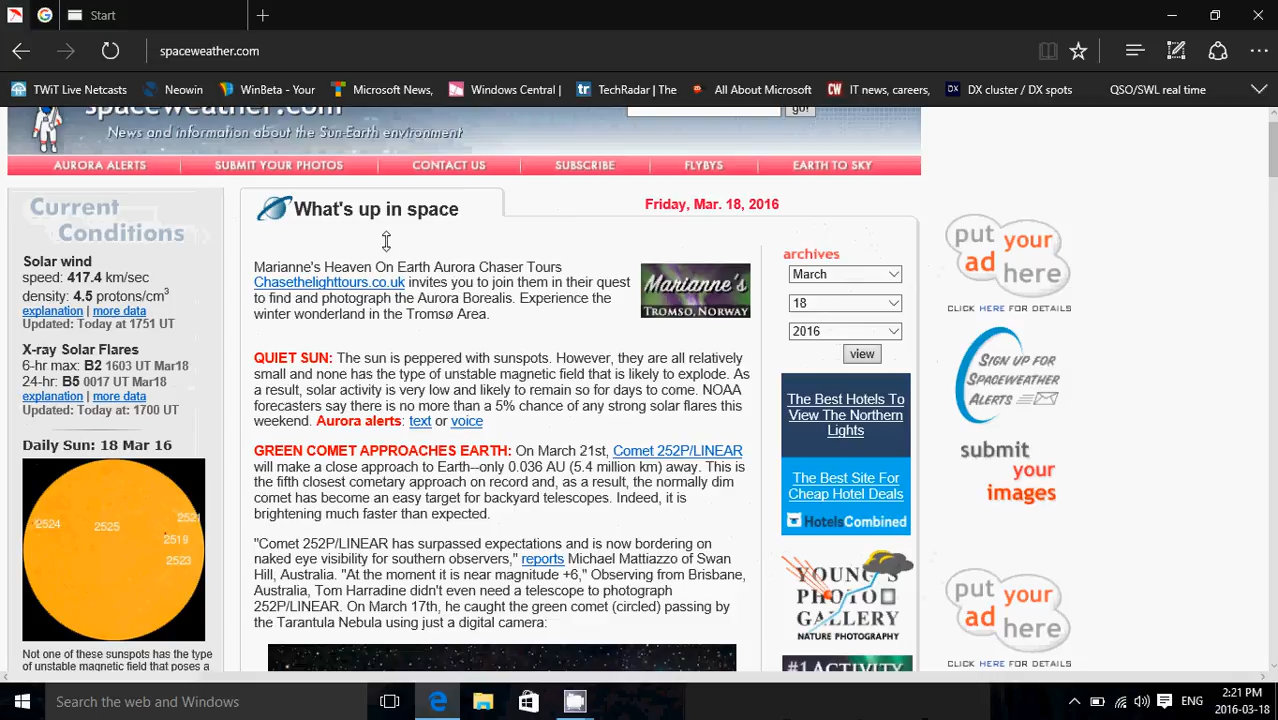 Start
spaceweather.com
TWiT Live Netcasts
Neowin
WinBeta - Your
Microsoft News,
Windows Central |
TechRadar | The
All About Microsoft
IT news, careers,
DX cluster / DX spots
QSO/SWL real time
spaceweather.com
go!
News and information about the Sun-Earth environment
AURORA ALERTS
SUBMIT YOUR PHOTOS
CONTACT US
SUBSCRIBE
FLYBYS
EARTH TO SKY
Current
Conditions
Solar wind
speed: 417.4 km/sec
density: 4.5 protons/cm3
explanation | more data
Updated: Today at 1751 UT
X-ray Solar Flares
6-hr max: B2 1603 UT Mar18
24-hr: B5 0017 UT Mar18
explanation | more data
Updated: Today at 1700 UT
Daily Sun: 18 Mar 16
2524
2525
2519
2523
Not one of these sunspots has the type
of unstable magnetic field that poses a
What's up in space
Friday, Mar. 18, 2016
Marianne's Heaven On Earth Aurora Chaser Tours
Chasethelighttours.co.uk invites you to join them in their quest
to find and photograph the Aurora Borealis. Experience the
winter wonderland in the Tromsø Area.
Marianne's
TROMSO, NORWAY
QUIET SUN: The sun is peppered with sunspots. However, they are all relatively
small and none has the type of unstable magnetic field that is likely to explode. As
a result, solar activity is very low and likely to remain so for days to come. NOAA
forecasters say there is no more than a 5% chance of any strong solar flares this
weekend. Aurora alerts: text or voice
GREEN COMET APPROACHES EARTH: On March 21st, Comet 252P/LINEAR
will make a close approach to Earth--only 0.036 AU (5.4 million km) away. This is
the fifth closest cometary approach on record and, as a result, the normally dim
comet has become an easy target for backyard telescopes. Indeed, it is
brightening much faster than expected.
"Comet 252P/LINEAR has surpassed expectations and is now bordering on
naked eye visibility for southern observers," reports Michael Mattiazzo of Swan
Hill, Australia. "At the moment it is near magnitude +6," Observing from Brisbane,
Australia, Tom Harradine didn't even need a telescope to photograph
252P/LINEAR. On March 17th, he caught the green comet (circled) passing by
the Tarantula Nebula using just a digital camera:
archives
March
18
2016
view
The Best Hotels To
View The Northern
Lights
The Best Site For
Cheap Hotel Deals
HotelsCombined
YOUNG'S
PHOTO
GALLERY
NATURE PHOTOGRAPHY
#1 ACTIVITY
put your
ad here
CLICK HERE FOR DETAILS
SIGN UP FOR
SPACEWEATHER
ALERTS
submit
your
images
put your
ad here
CLICK HERE FOR DETAILS
Search the web and Windows
ENG
2:21 PM
2016-03-18